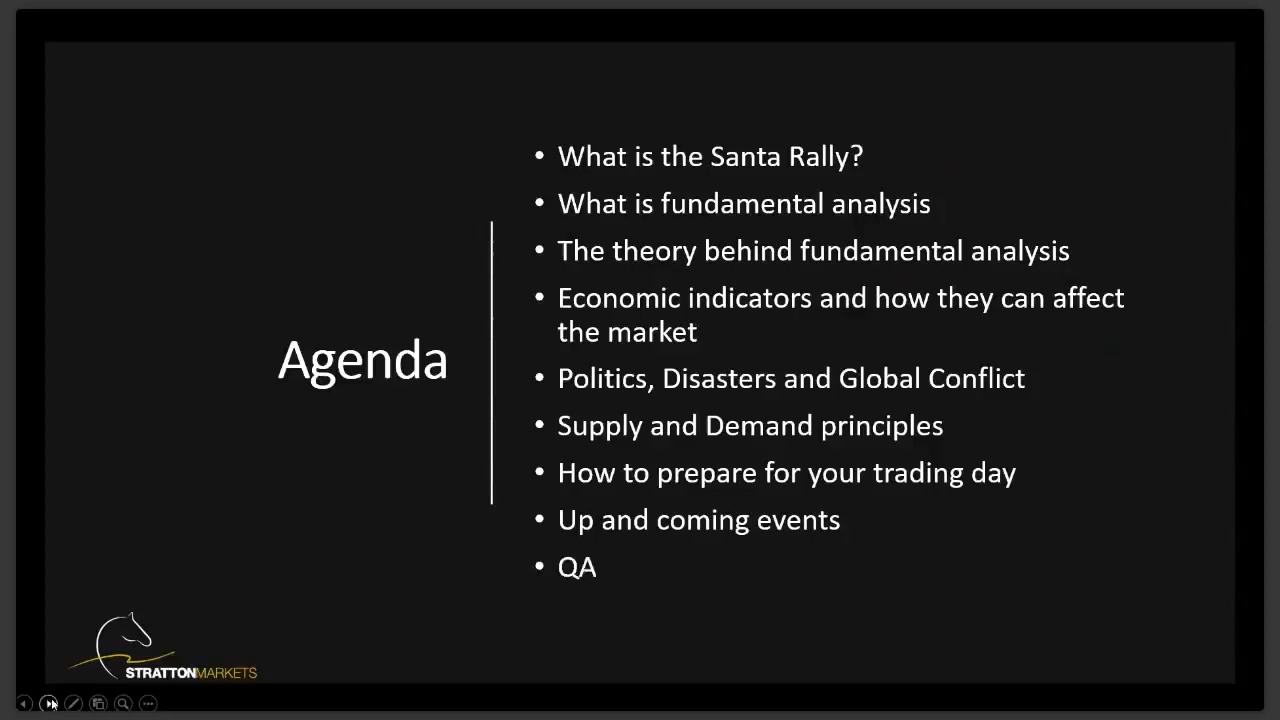 Agenda
• What is the Santa Rally?
• What is fundamental analysis
• The theory behind fundamental analysis
• Economic indicators and how they can affect
the market
• Politics, Disasters and Global Conflict
• Supply and Demand principles
• How to prepare for your trading day
• Up and coming events
• QA
STRATTONMARKETS